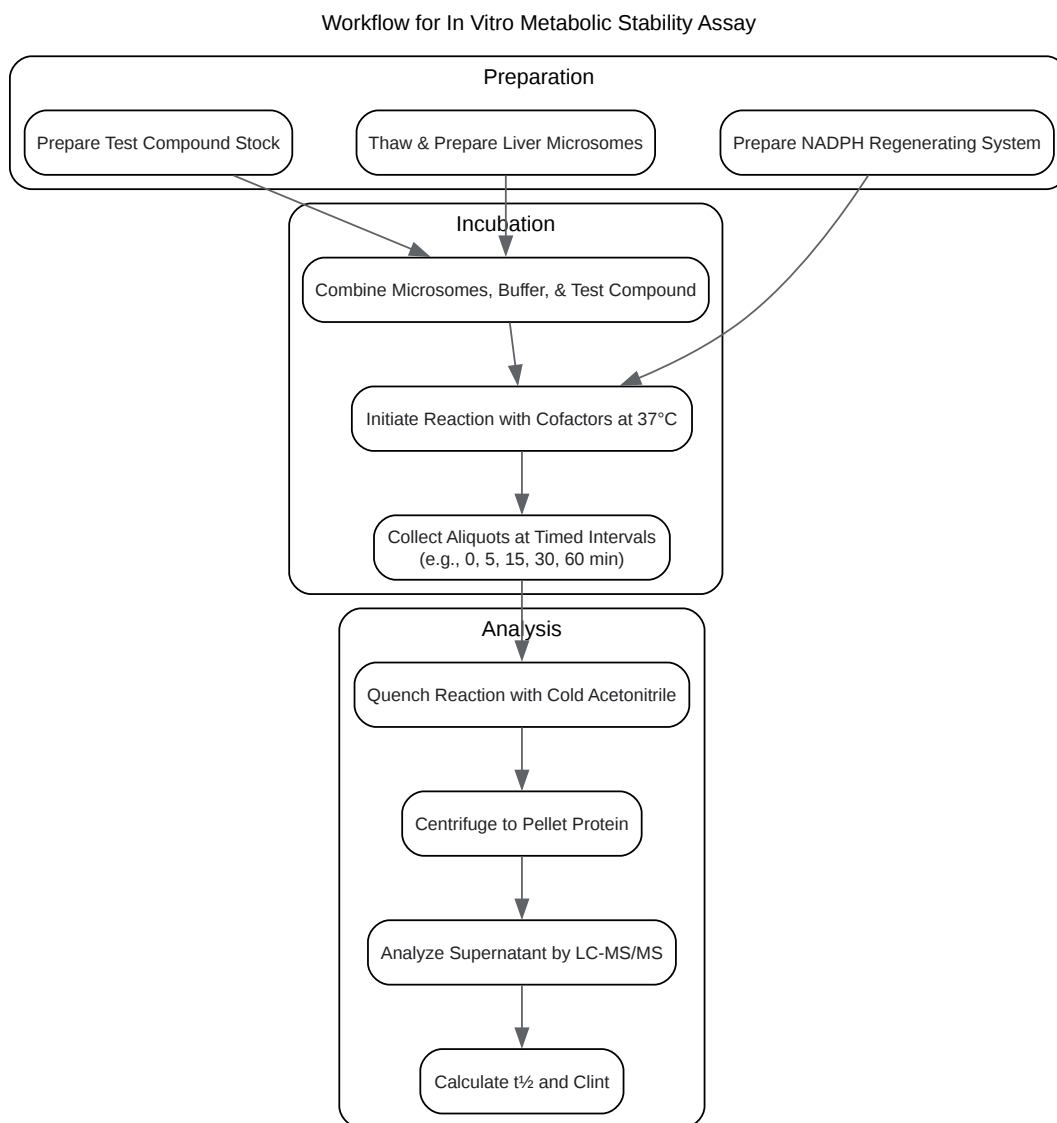 Workflow for In Vitro Metabolic Stability Assay
Preparation
Prepare Test Compound Stock
Thaw & Prepare Liver Microsomes
Prepare NADPH Regenerating System
Incubation
Combine Microsomes, Buffer, & Test Compound
Initiate Reaction with Cofactors at 37°C
Collect Aliquots at Timed Intervals
(e.g., 0, 5, 15, 30, 60 min)
Analysis
Quench Reaction with Cold Acetonitrile
Centrifuge to Pellet Protein
Analyze Supernatant by LC-MS/MS
Calculate t½ and Clint